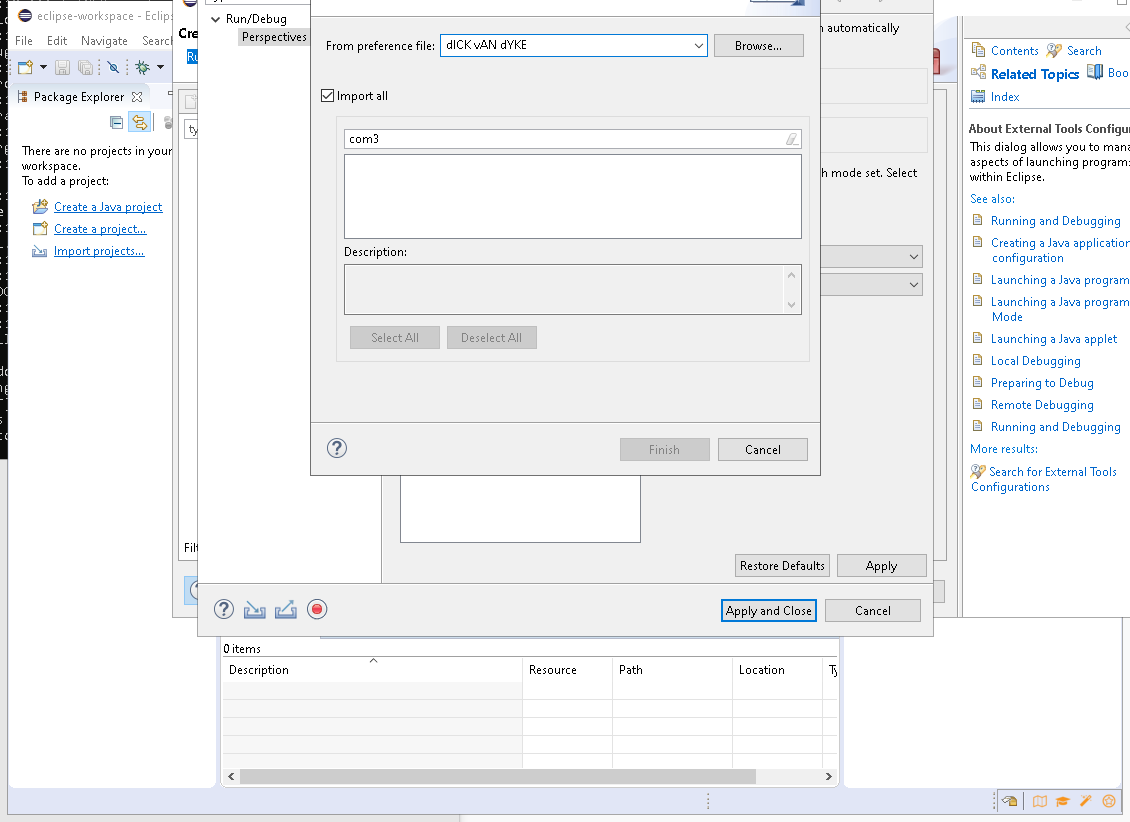 eclipse-workspace - Eclips
File Edit Navigate Search
Package Explorer
There are no projects in your
workspace.
To add a project:
Create a Java project
Create a project...
Import projects...
Cre
Ru
ty
Filt
Run/Debug
Perspectives
From preference file: dICK vAN dYKE Browse...
Import all
com3
Description:
Select All Deselect All
Finish Cancel
automatically
h mode set. Select
Restore Defaults Apply
Apply and Close Cancel
0 items
Description Resource Path Location Ty
Contents Search
Related Topics Boo
Index
About External Tools Configu
This dialog allows you to mana
aspects of launching program
within Eclipse.
See also:
Running and Debugging
Creating a Java application
configuration
Launching a Java program
Launching a Java program
Mode
Launching a Java applet
Local Debugging
Preparing to Debug
Remote Debugging
Running and Debugging
More results:
Search for External Tools
Configurations